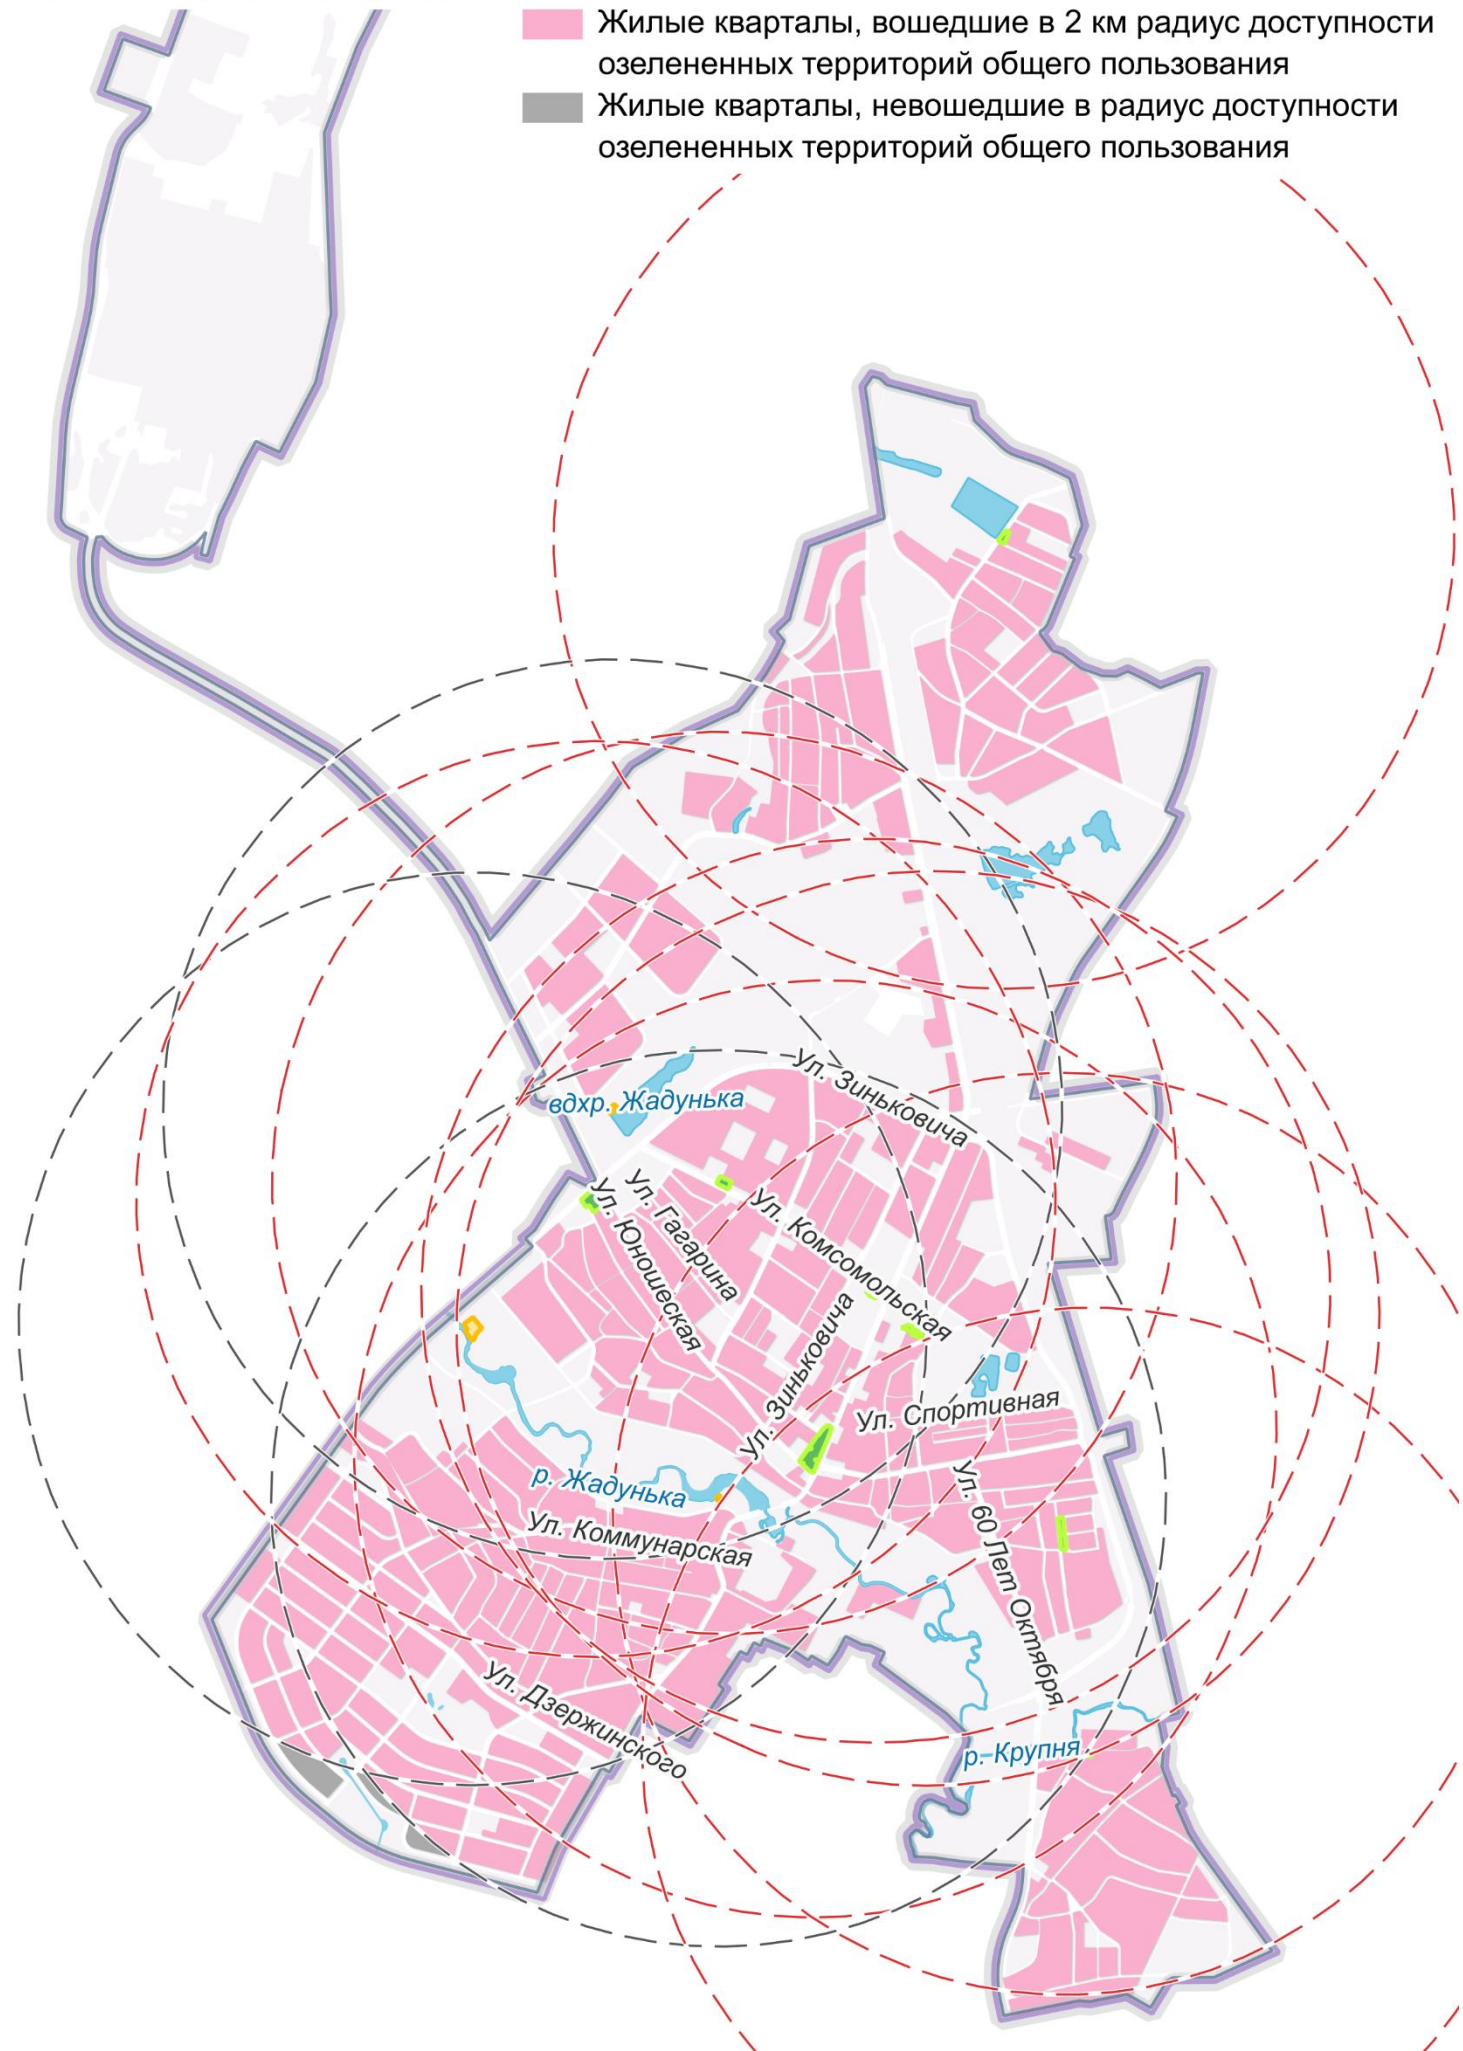 Жилые кварталы, вошедшие в 2 км радиус доступности
озелененных территорий общего пользования
Жилые кварталы, невошедшие в радиус доступности
озелененных территорий общего пользования
Ул. Зиньковича
вдхр. Жадунька
Ул. Гагарина
Ул. Юношеская
Ул. Комсомольская
Ул. Зиньковича
Ул. Спортивная
р. Жадунька
Ул. Коммунарская
Ул. 60 Лет Октября
Ул. Дзержинского
р. Крупня